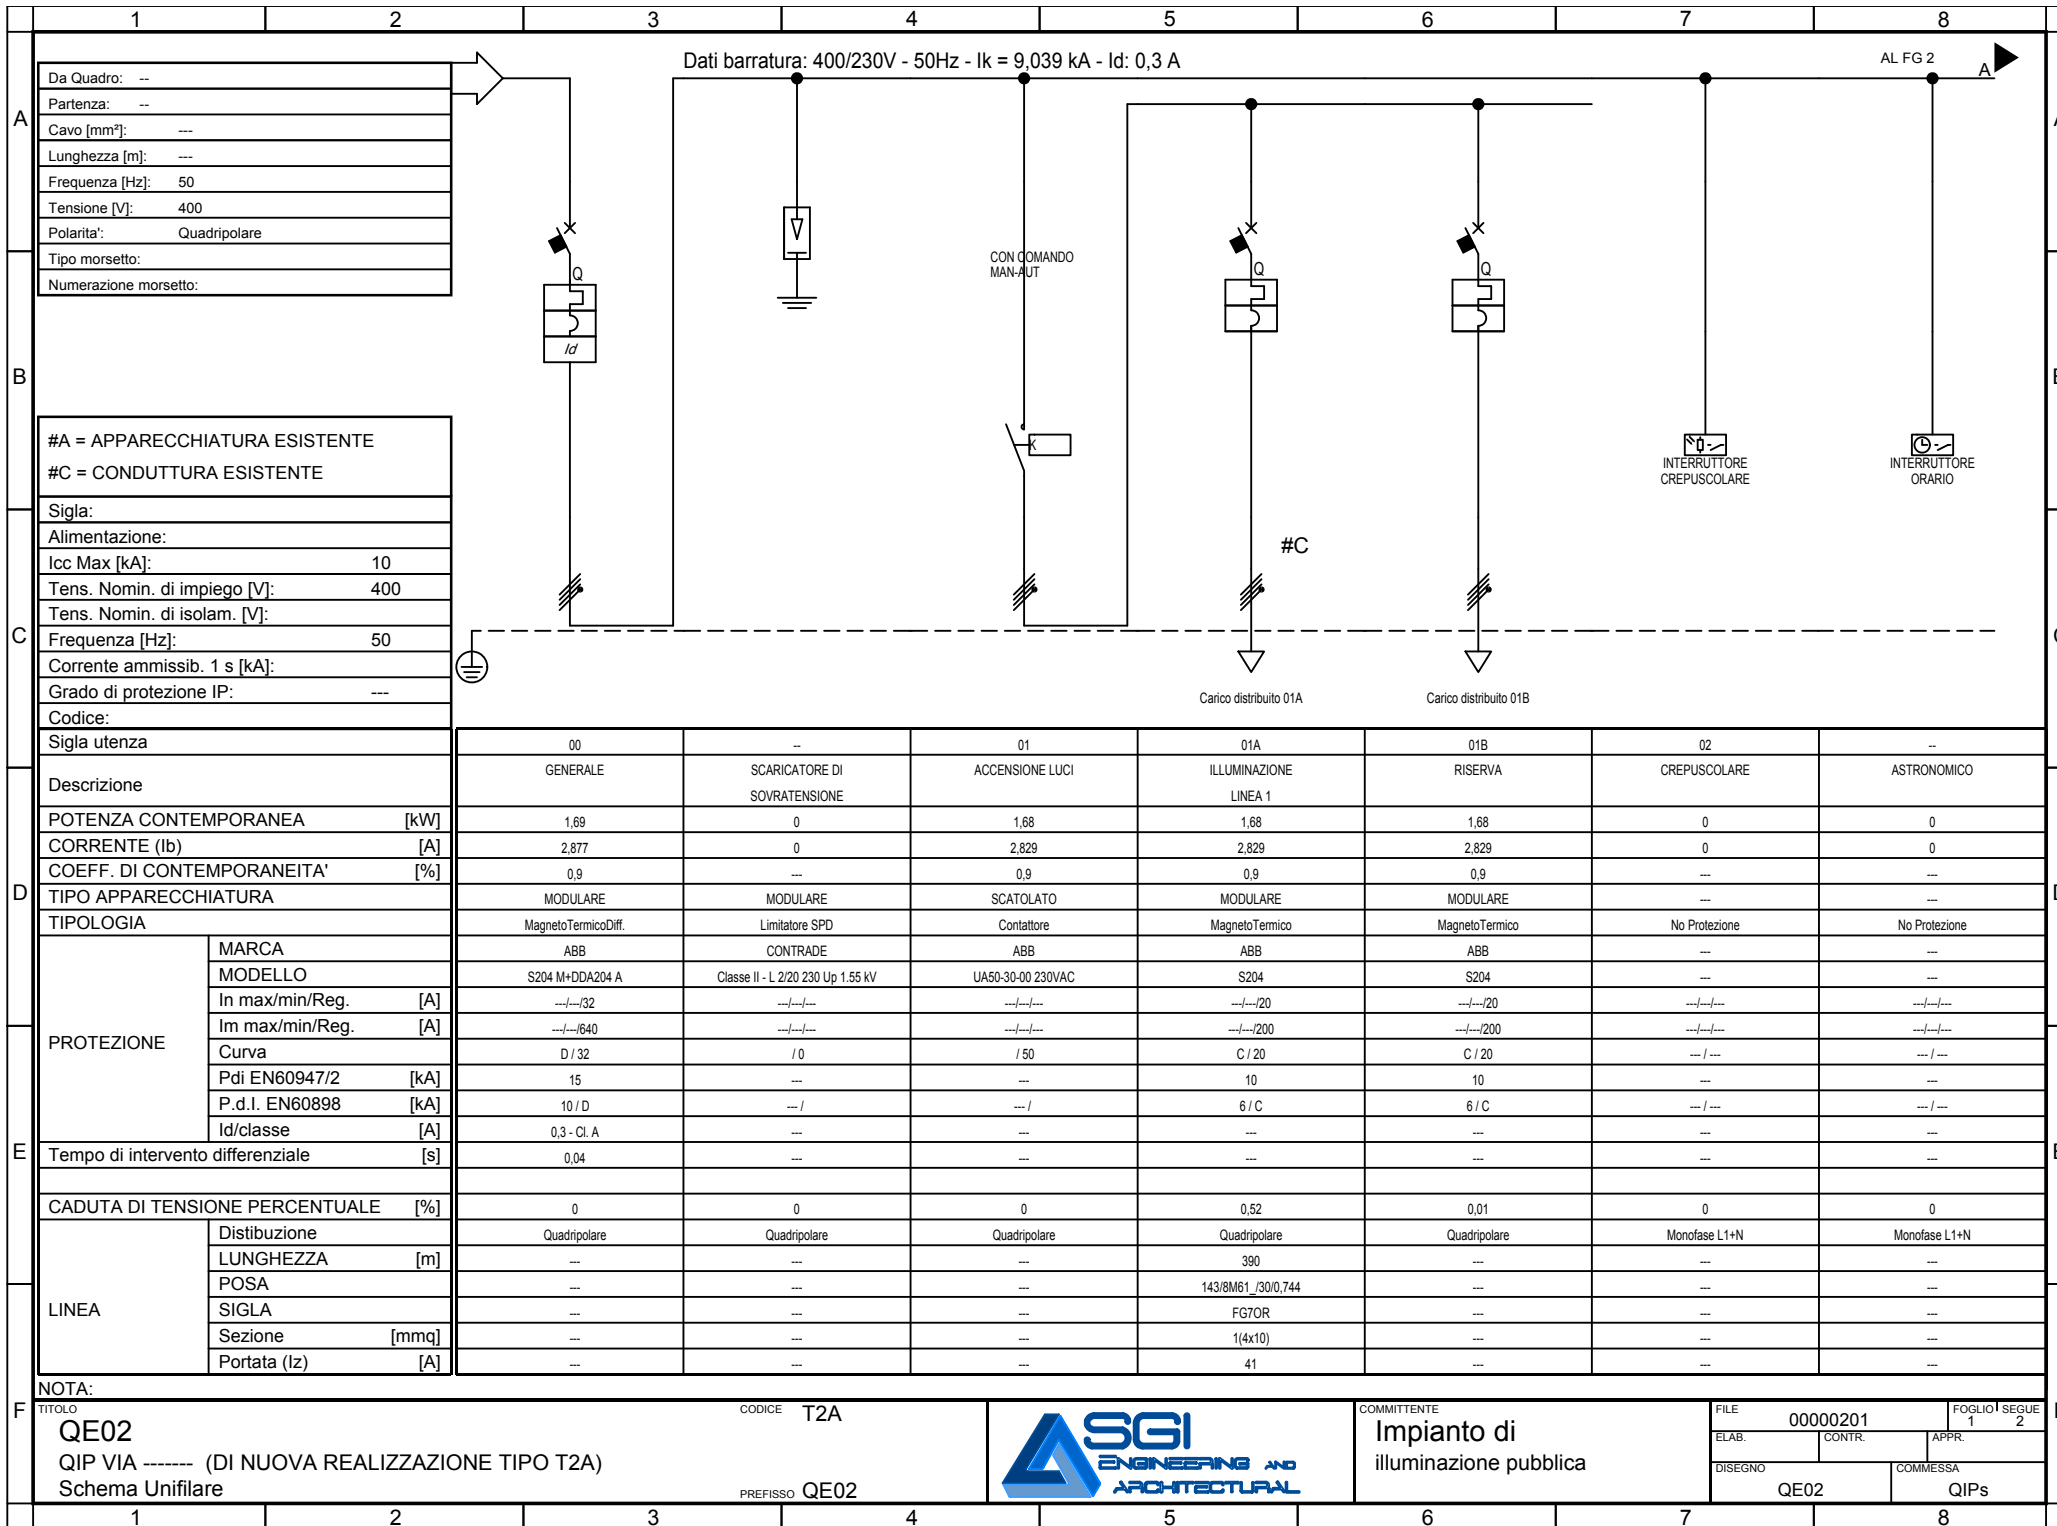 1 2 3 4 5 6 7 8
Dati barratura: 400/230V - 50Hz - Ik = 9,039 kA - Id: 0,3 A
AL FG 2
A
A
Da Quadro: --
Partenza: --
Cavo [mm²]: ---
Lunghezza [m]: ---
Frequenza [Hz]: 50
Tensione [V]: 400
Polarita': Quadripolare
Tipo morsetto:
Numerazione morsetto:
Q
Id
CON COMANDO
MAN-AUT
K
Q
Q
INTERRUTTORE
CREPUSCOLARE
INTERRUTTORE
ORARIO
B
#A = APPARECCHIATURA ESISTENTE
#C = CONDUTTURA ESISTENTE
#C
Sigla:
Alimentazione:
Icc Max [kA]: 10
Tens. Nomin. di impiego [V]: 400
Tens. Nomin. di isolam. [V]:
C
Frequenza [Hz]: 50
Corrente ammissib. 1 s [kA]:
Grado di protezione IP: ---
Codice:
Carico distribuito 01A
Carico distribuito 01B
Sigla utenza 00 -- 01 01A 01B 02 --
Descrizione GENERALE SCARICATORE DI SOVRATENSIONE ACCENSIONE LUCI ILLUMINAZIONE LINEA 1 RISERVA CREPUSCOLARE ASTRONOMICO
POTENZA CONTEMPORANEA [kW] 1,69 0 1,68 1,68 1,68 0 0
CORRENTE (Ib) [A] 2,877 0 2,829 2,829 2,829 0 0
COEFF. DI CONTEMPORANEITA' [%] 0,9 --- 0,9 0,9 0,9 --- ---
D
TIPO APPARECCHIATURA MODULARE MODULARE SCATOLATO MODULARE MODULARE --- ---
TIPOLOGIA MagnetoTermicoDiff. Limitatore SPD Contattore MagnetoTermico MagnetoTermico No Protezione No Protezione
PROTEZIONE
MARCA ABB CONTRADE ABB ABB ABB --- ---
MODELLO S204 M+DDA204 A Classe II - L 2/20 230 Up 1.55 kV UA50-30-00 230VAC S204 S204 --- ---
In max/min/Reg. [A] ---/---/32 ---/---/--- ---/---/--- ---/---/20 ---/---/20 ---/---/--- ---/---/---
Im max/min/Reg. [A] ---/---/640 ---/---/--- ---/---/--- ---/---/200 ---/---/200 ---/---/--- ---/---/---
Curva D / 32 / 0 / 50 C / 20 C / 20 --- / --- --- / ---
Pdi EN60947/2 [kA] 15 --- --- 10 10 --- ---
P.d.I. EN60898 [kA] 10 / D --- / --- / 6 / C 6 / C --- / --- --- / ---
Id/classe [A] 0,3 - Cl. A --- --- --- --- --- ---
E
Tempo di intervento differenziale [s] 0,04 --- --- --- --- --- ---
CADUTA DI TENSIONE PERCENTUALE [%] 0 0 0 0,52 0,01 0 0
LINEA
Distibuzione Quadripolare Quadripolare Quadripolare Quadripolare Quadripolare Monofase L1+N Monofase L1+N
LUNGHEZZA [m] --- --- --- 390 --- --- ---
POSA --- --- --- 143/8M61_/30/0,744 --- --- ---
SIGLA --- --- --- FG7OR --- --- ---
Sezione [mmq] --- --- --- 1(4x10) --- --- ---
Portata (Iz) [A] --- --- --- 41 --- --- ---
NOTA:
F
TITOLO
QE02
QIP VIA ------- (DI NUOVA REALIZZAZIONE TIPO T2A)
Schema Unifilare
CODICE T2A
PREFISSO QE02
SGI
ENGINEERING AND
ARCHITECTURAL
COMMITTENTE
Impianto di
illuminazione pubblica
FILE 00000201
FOGLIO 1
SEGUE 2
ELAB. CONTR. APPR.
DISEGNO QE02
COMMESSA QIPs
1 2 3 4 5 6 7 8